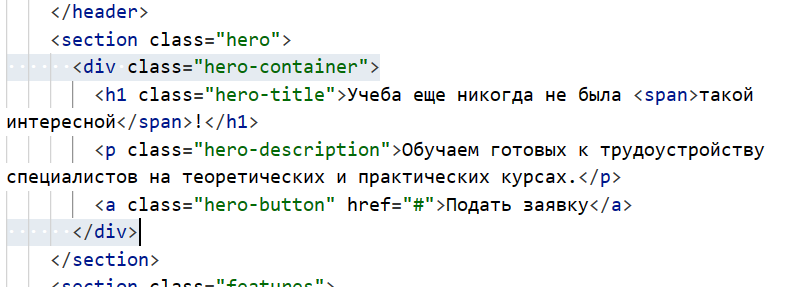 </header>
<section class="hero">
<div class="hero-container">
<h1 class="hero-title">Учеба еще никогда не была <span>такой
интересной</span>!</h1>
<p class="hero-description">Обучаем готовых к трудоустройству
специалистов на теоретических и практических курсах.</p>
<a class="hero-button" href="#">Подать заявку</a>
</div>
</section>
<section class="features">